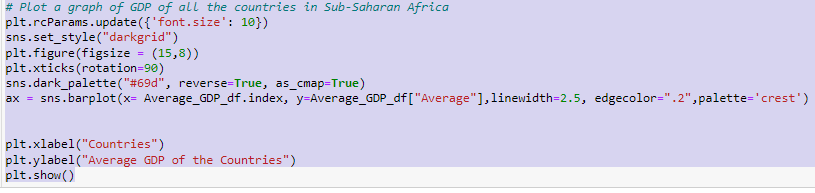 # Plot a graph of GDP of all the countries in Sub-Saharan Africa
plt.rcParams.update({'font.size': 10})
sns.set_style("darkgrid")
plt.figure(figsize = (15,8))
plt.xticks(rotation=90)
sns.dark_palette("#69d", reverse=True, as_cmap=True)
ax = sns.barplot(x= Average_GDP_df.index, y=Average_GDP_df["Average"],linewidth=2.5, edgecolor=".2",palette='crest')
plt.xlabel("Countries")
plt.ylabel("Average GDP of the Countries")
plt.show()